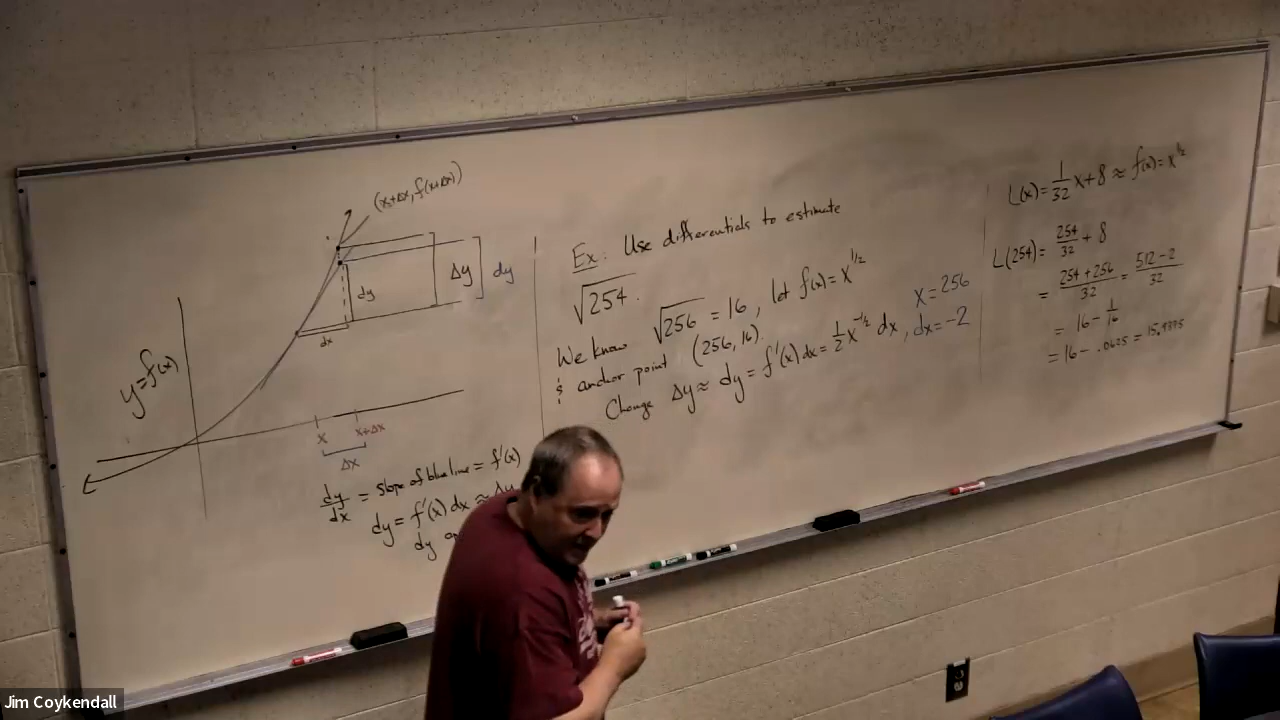 (x+Δx, f(x+Δx))
Δy
dy
dy
dx
y=f(x)
x
x+Δx
Δx
dy/dx = slope of blue line = f'(x)
dy = f'(x) dx ≈ Δy
dy
Ex: Use differentials to estimate
√254.
We know √256 = 16, let f(x)=x^1/2
& anchor point (256,16).
x=256
Change Δy≈ dy = f'(x) dx = 1/2 x^-1/2 dx, dx=-2
L(x)= 1/32 x+8 ≈ f(x)=x^1/2
L(254)= 254/32 + 8
= 254+256/32 = 512-2/32
= 16 - 1/16
= 16 - .0625 = 15.9375
Jim Coykendall